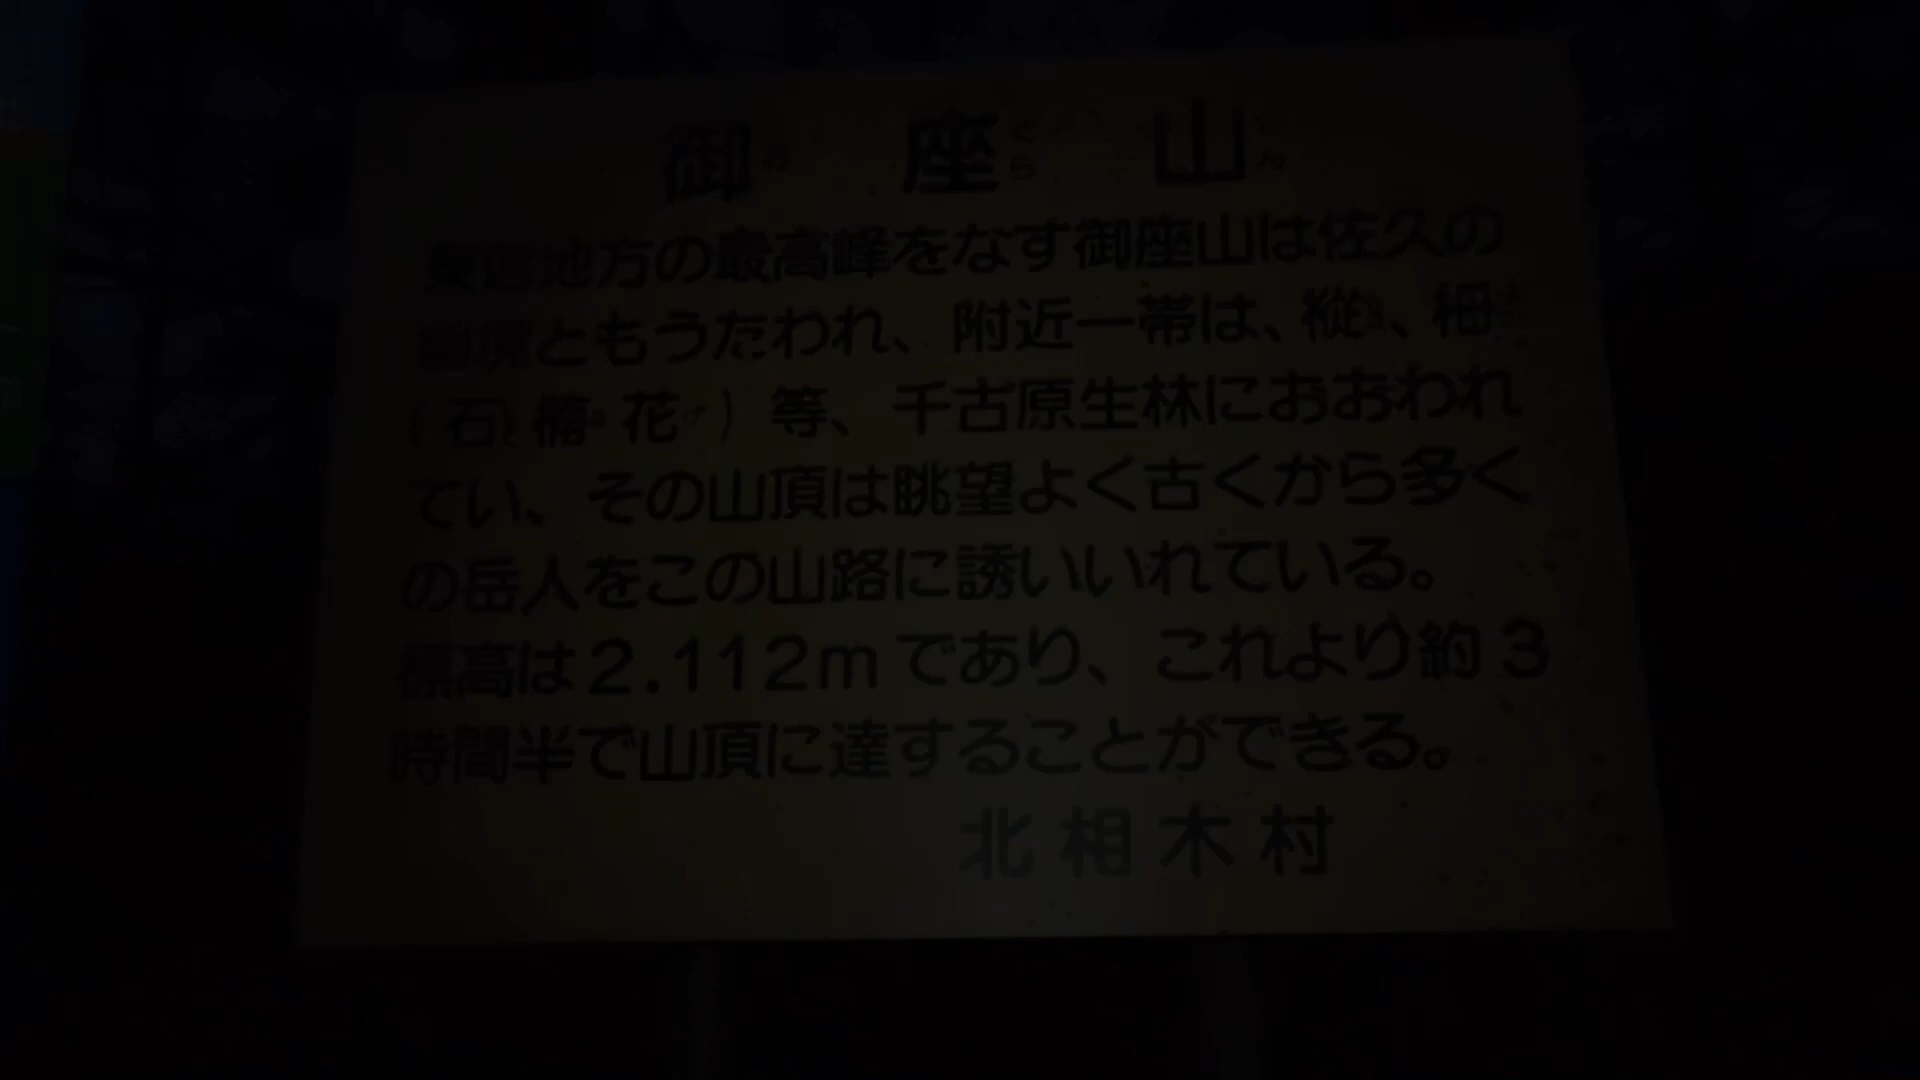 御座山
東信地方の最高峰をなす御座山は佐久の
幽境ともうたわれ、附近一帯は、樅、栂
(石楠花)等、千古原生林におおわれ
てい、その山頂は眺望よく古くから多く
の岳人をこの山路に誘いいれている。
標高は2.112mであり、これより約3
時間半で山頂に達することができる。
北相木村